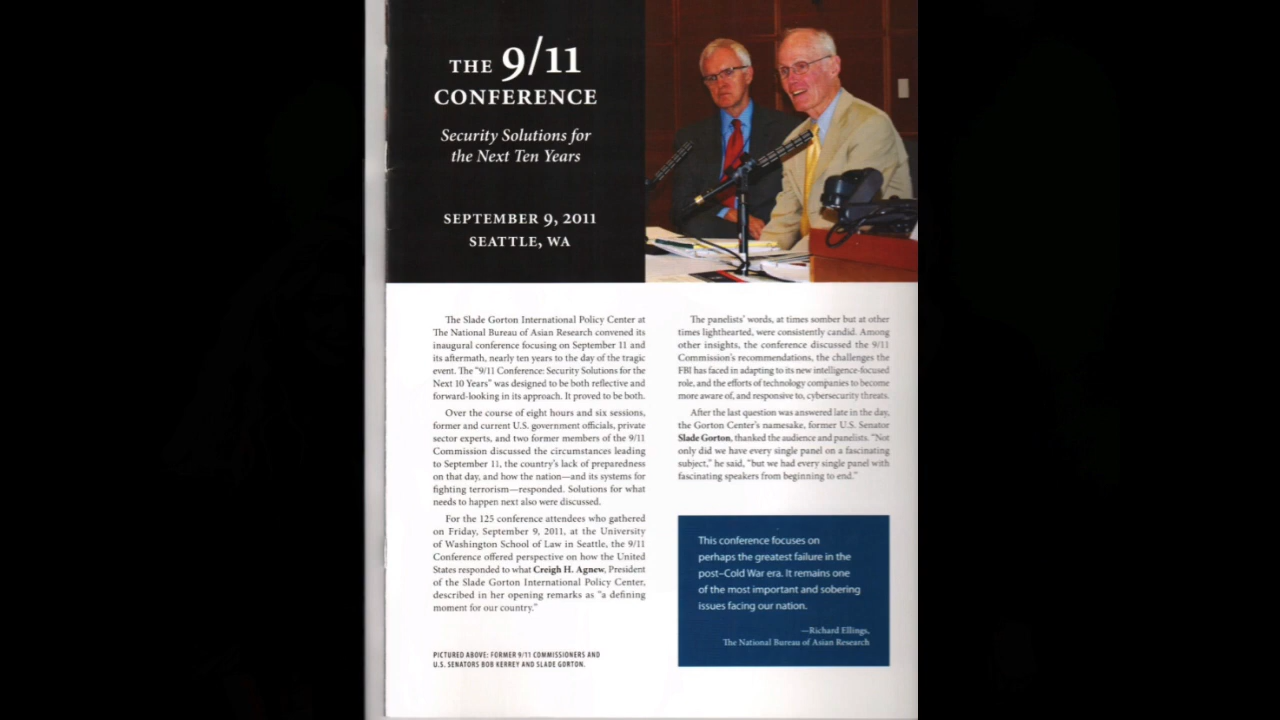 THE 9/11
CONFERENCE
Security Solutions for
the Next Ten Years
SEPTEMBER 9, 2011
SEATTLE, WA
The Slade Gorton International Policy Center at
The National Bureau of Asian Research convened its
inaugural conference focusing on September 11 and
its aftermath, nearly ten years to the day of the tragic
event. The “9/11 Conference: Security Solutions for the
Next 10 Years” was designed to be both reflective and
forward-looking in its approach. It proved to be both.
Over the course of eight hours and six sessions,
former and current U.S. government officials, private
sector experts, and two former members of the 9/11
Commission discussed the circumstances leading
to September 11, the country’s lack of preparedness
on that day, and how the nation—and its systems for
fighting terrorism—responded. Solutions for what
needs to happen next also were discussed.
For the 125 conference attendees who gathered
on Friday, September 9, 2011, at the University
of Washington School of Law in Seattle, the 9/11
Conference offered perspective on how the United
States responded to what Creigh H. Agnew, President
of the Slade Gorton International Policy Center,
described in her opening remarks as “a defining
moment for our country.”
PICTURED ABOVE: FORMER 9/11 COMMISSIONERS AND
U.S. SENATORS BOB KERREY AND SLADE GORTON.
The panelists’ words, at times somber but at other
times lighthearted, were consistently candid. Among
other insights, the conference discussed the 9/11
Commission’s recommendations, the challenges the
FBI has faced in adapting to its new intelligence-focused
role, and the efforts of technology companies to become
more aware of, and responsive to, cybersecurity threats.
After the last question was answered late in the day,
the Gorton Center’s namesake, former U.S. Senator
Slade Gorton, thanked the audience and panelists. “Not
only did we have every single panel on a fascinating
subject,” he said, “but we had every single panel with
fascinating speakers from beginning to end.”
This conference focuses on
perhaps the greatest failure in the
post–Cold War era. It remains one
of the most important and sobering
issues facing our nation.
—Richard Ellings,
The National Bureau of Asian Research